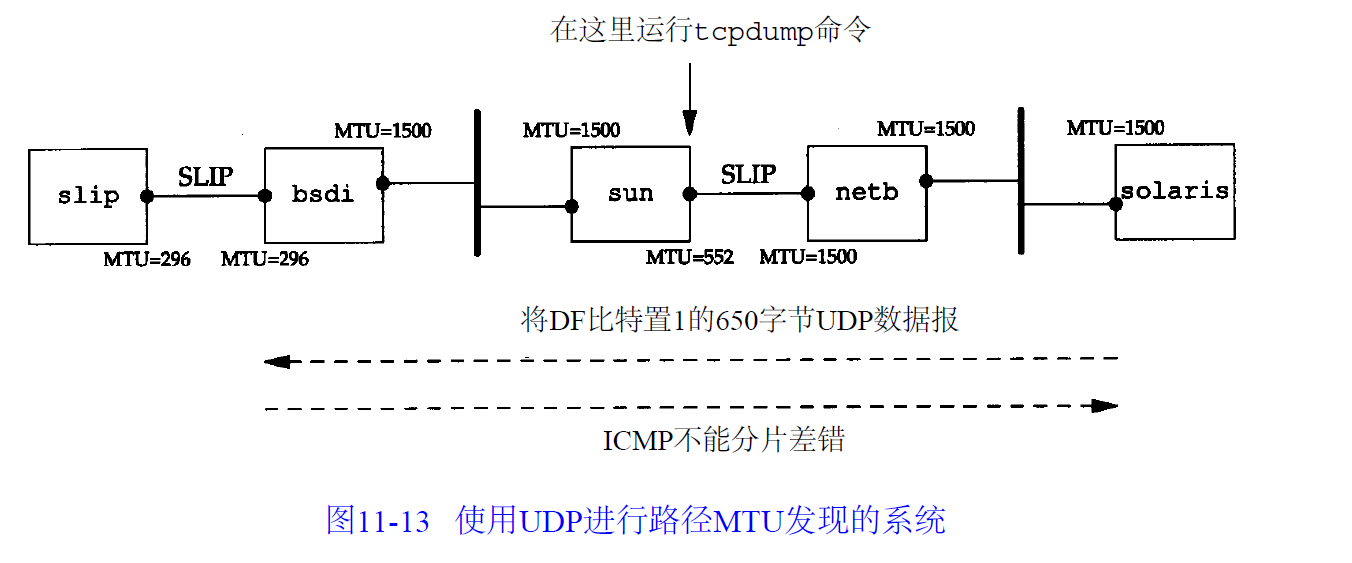 在这里运行tcpdump命令
MTU=1500 MTU=1500 MTU=1500 MTU=1500
slip SLIP bsdi sun SLIP netb solaris
MTU=296 MTU=296 MTU=552 MTU=1500
将DF比特置1的650字节UDP数据报
ICMP不能分片差错
图11-13 使用UDP进行路径MTU发现的系统